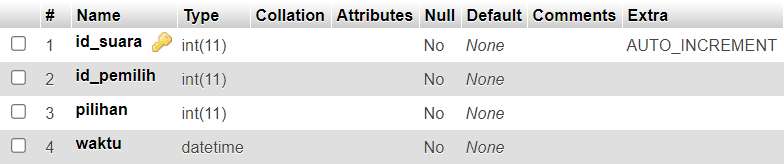 # Name Type Collation Attributes Null Default Comments Extra
1 id_suara int(11) No None AUTO_INCREMENT
2 id_pemilih int(11) No None
3 pilihan int(11) No None
4 waktu datetime No None